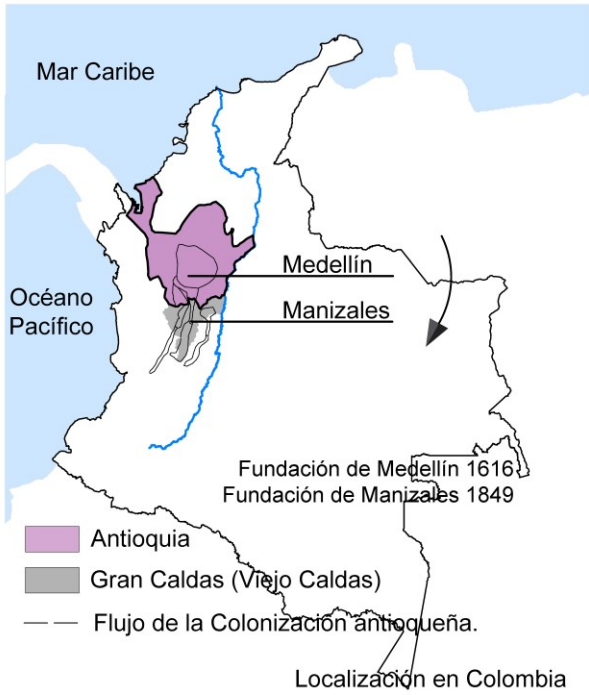 Mar Caribe
Medellín
Océano
Pacífico
Manizales
Fundación de Medellín 1616
Fundación de Manizales 1849
Antioquia
Gran Caldas (Viejo Caldas)
Flujo de la Colonización antioqueña.
Localización en Colombia